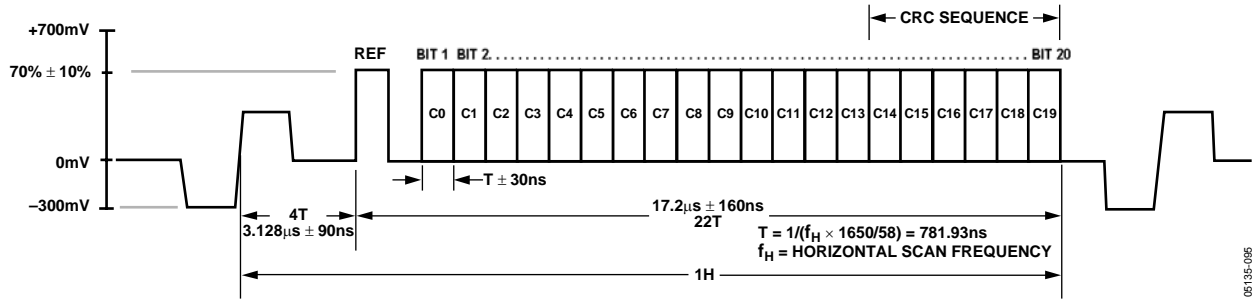 CRC SEQUENCE
+700mV
REF
BIT 1 BIT 2.................................................................BIT 20
70% ± 10%
C0 C1 C2 C3 C4 C5 C6 C7 C8 C9 C10 C11 C12 C13 C14 C15 C16 C17 C18 C19
0mV
T ± 30ns
–300mV
4T
3.128µs ± 90ns
17.2µs ± 160ns
22T
T = 1/(fH × 1650/58) = 781.93ns
fH = HORIZONTAL SCAN FREQUENCY
1H
05135-095